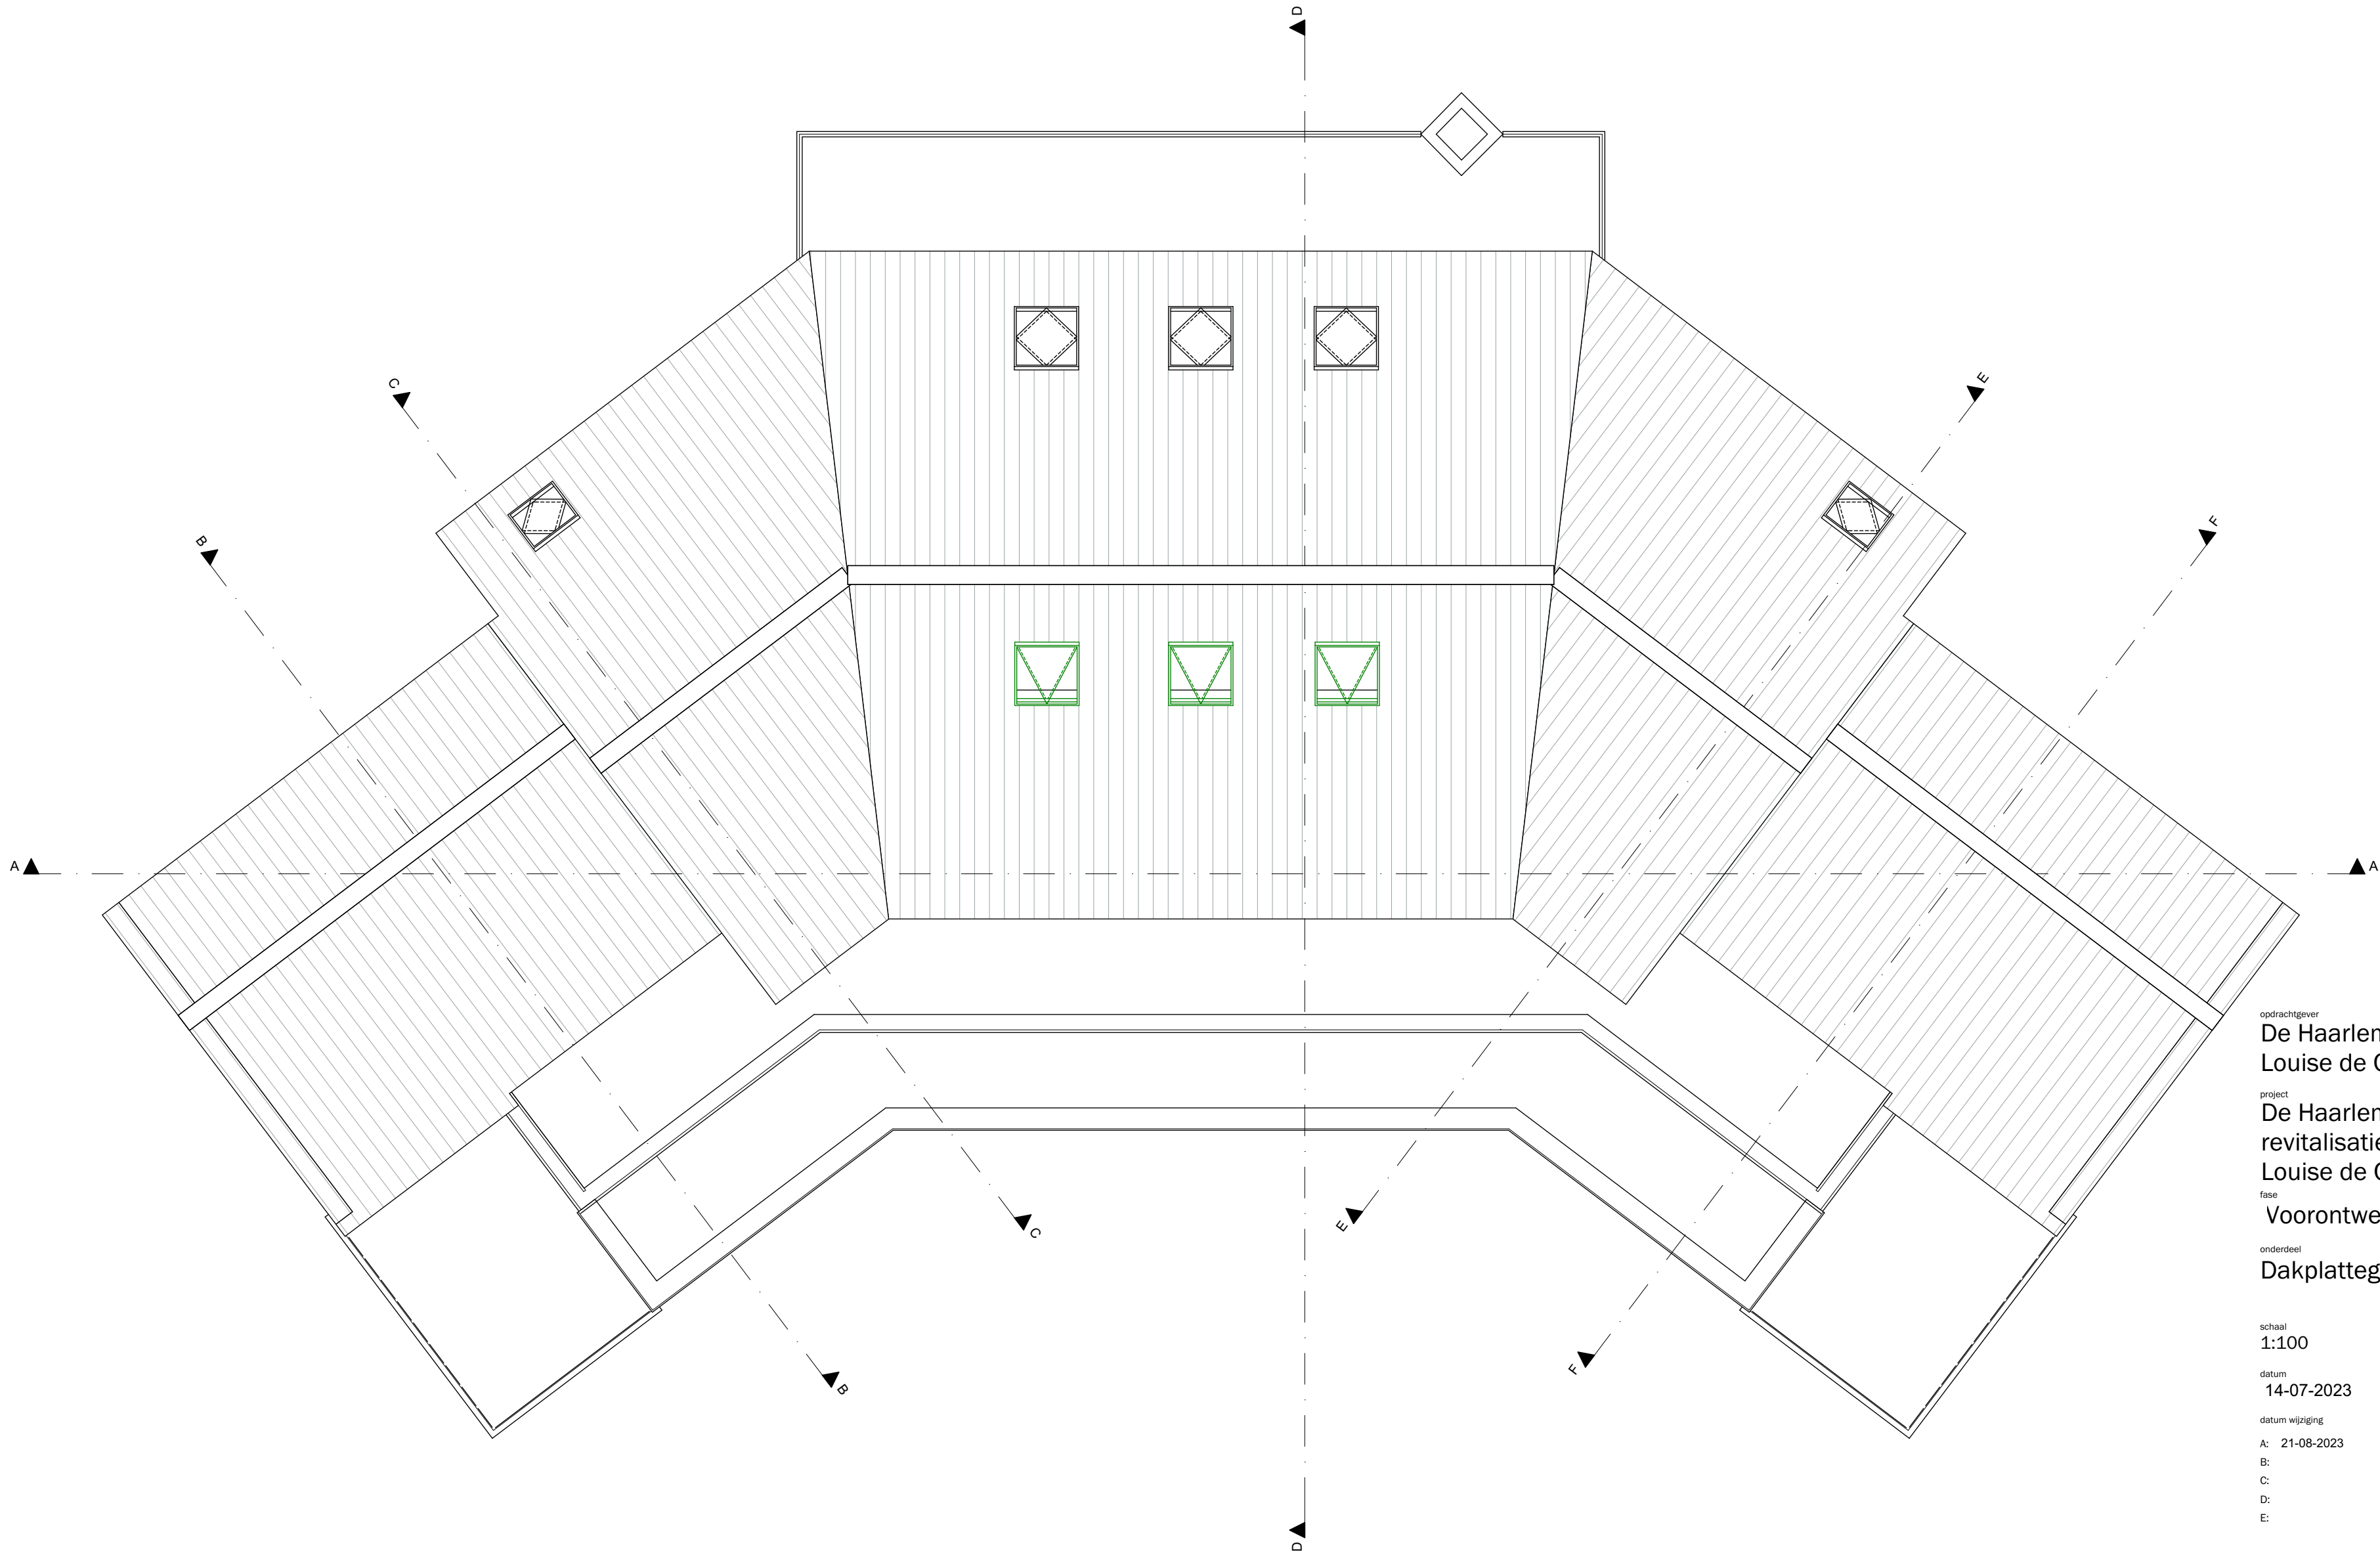 D
C
E
B
F
A
A
C
E
F
B
D
opdrachtgever
De Haarlem
Louise de
project
De Haarlem
revitalisatie
Louise de
fase
Voorontwe
onderdeel
Dakplatteg
schaal
1:100
datum
14-07-2023
datum wijziging
A: 21-08-2023
B:
C:
D:
E: